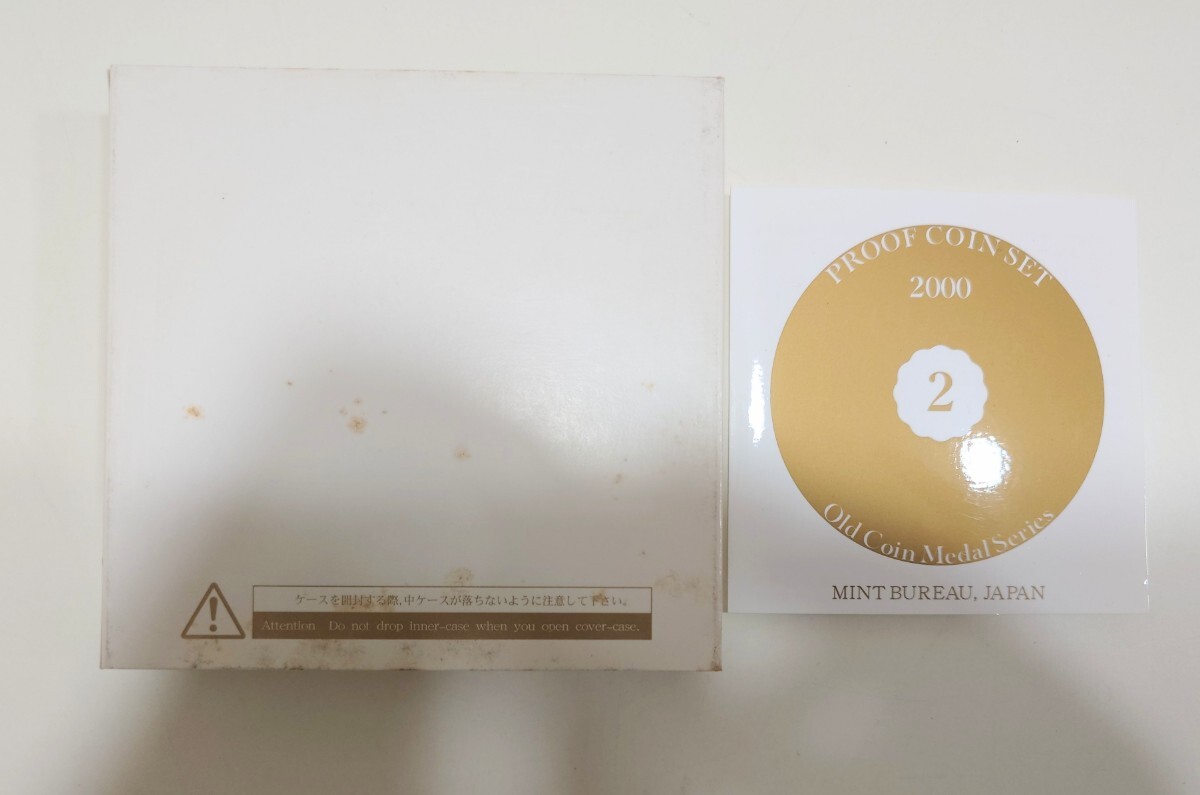 ケースを開封する際,中ケースが落ちないように注意して下さい。
Attention Do not drop inner-case when you open cover-case.
PROOF COIN SET
2000
2
Old Coin Medal Series
MINT BUREAU, JAPAN